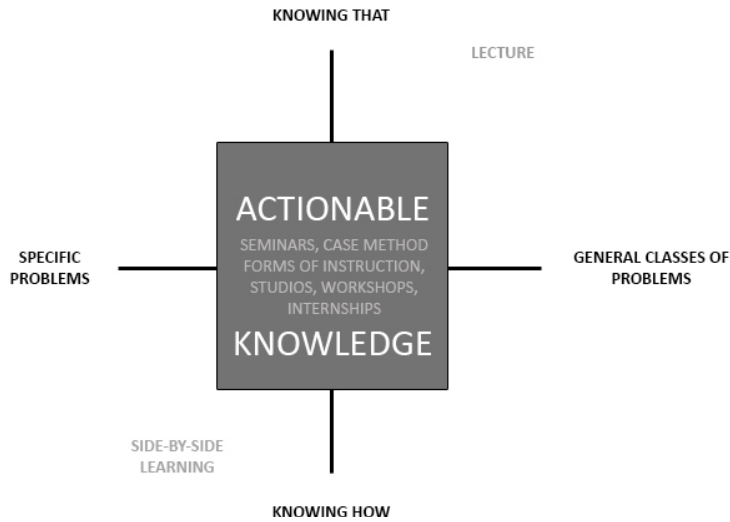 KNOWING THAT
LECTURE
ACTIONABLE
SEMINARS, CASE METHOD
FORMS OF INSTRUCTION,
STUDIOS, WORKSHOPS,
INTERNSHIPS
KNOWLEDGE
SPECIFIC
PROBLEMS
GENERAL CLASSES OF
PROBLEMS
SIDE-BY-SIDE
LEARNING
KNOWING HOW